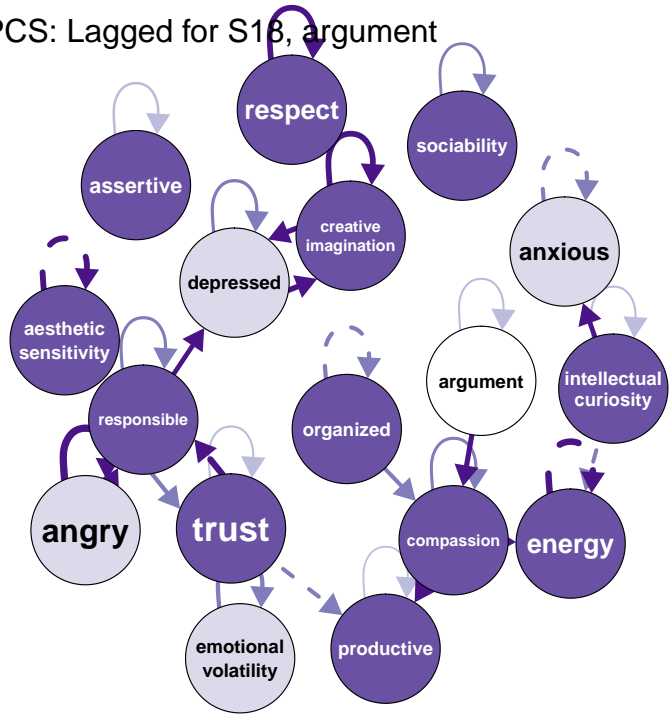 PCS: Lagged for S18, argument
respect
sociability
assertive
creative
imagination
anxious
depressed
aesthetic
sensitivity
argument
intellectual
curiosity
responsible
organized
angry
trust
compassion
energy
emotional
volatility
productive